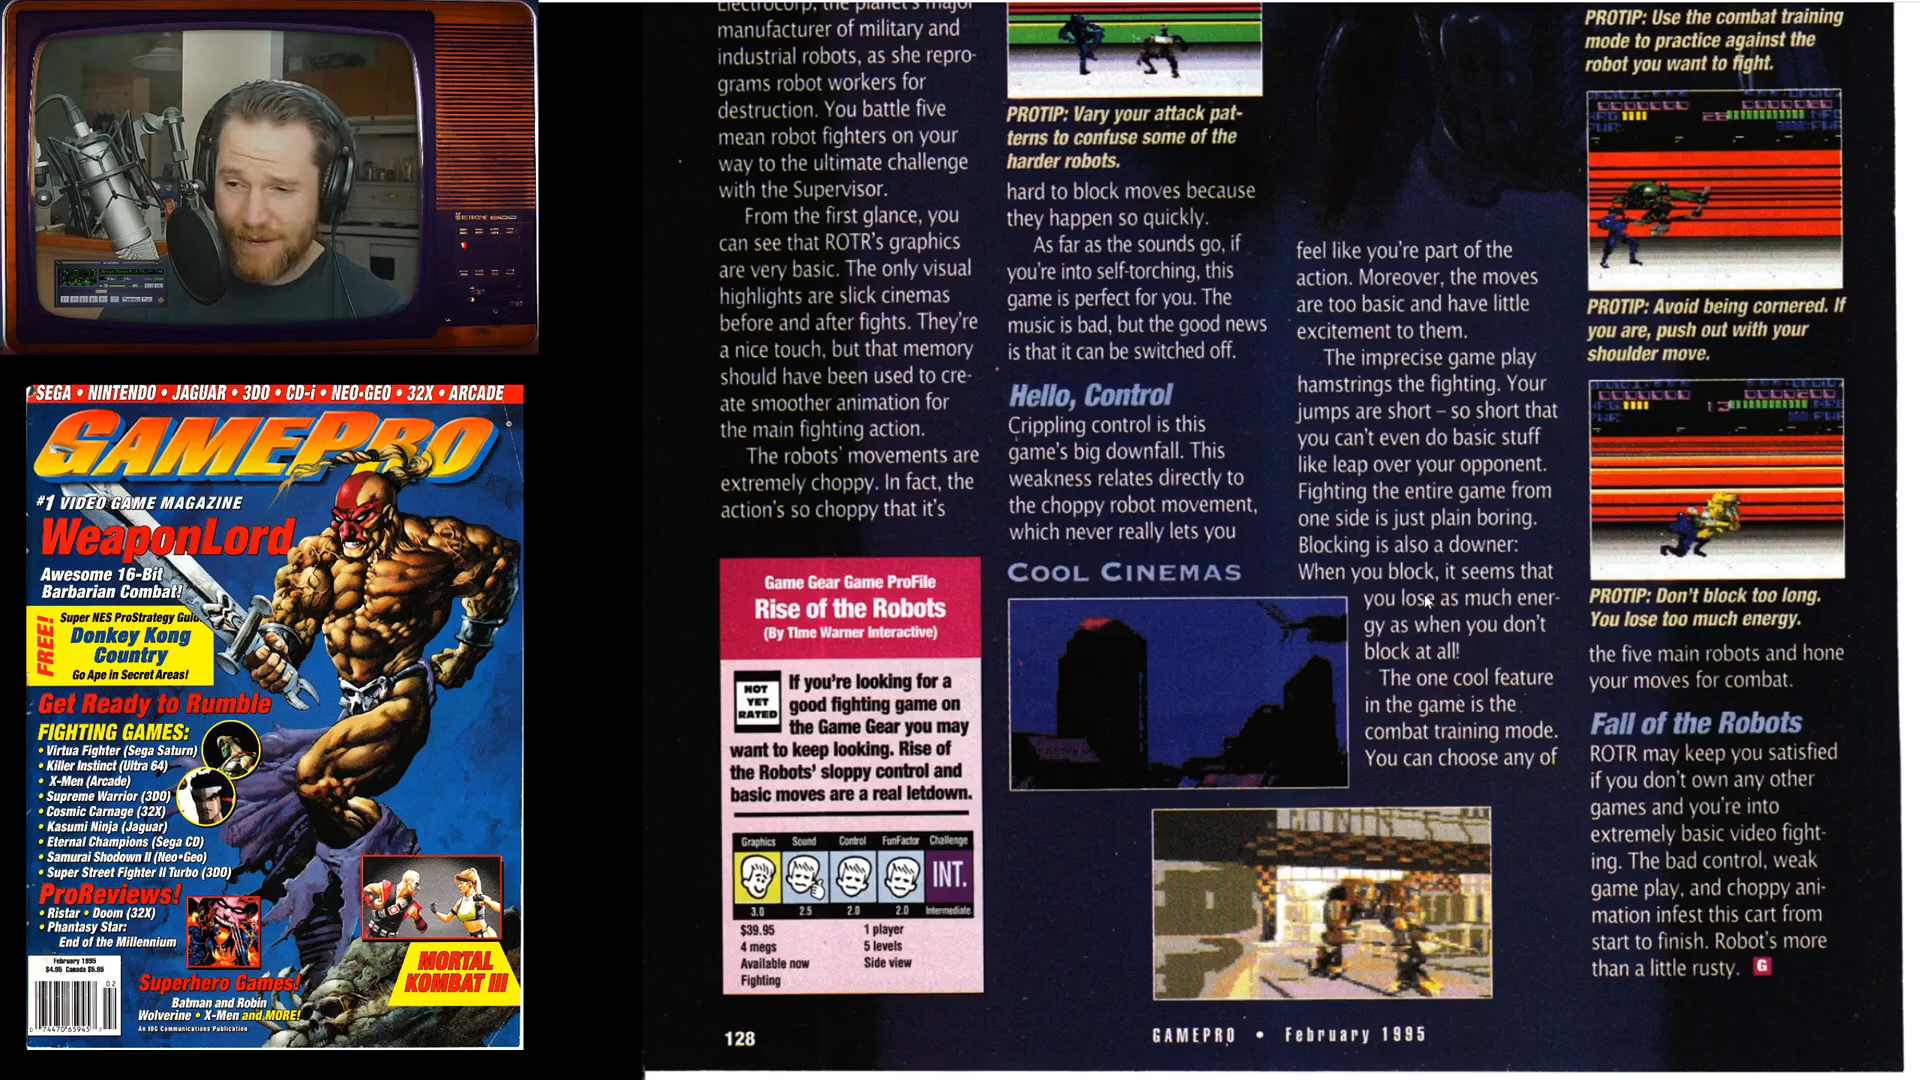 SEGA • NINTENDO • JAGUAR • 3DO • CD-i • NEO•GEO • 32X • ARCADE
GAMEPRO
#1 VIDEO GAME MAGAZINE
WeaponLord
Awesome 16-Bit
Barbarian Combat!
FREE!
Super NES ProStrategy Guide
Donkey Kong
Country
Go Ape in Secret Areas!
Get Ready to Rumble
FIGHTING GAMES:
• Virtua Fighter (Sega Saturn)
• Killer Instinct (Ultra 64)
• X-Men (Arcade)
• Supreme Warrior (3DO)
• Cosmic Carnage (32X)
• Kasumi Ninja (Jaguar)
• Eternal Champions (Sega CD)
• Samurai Shodown II (Neo•Geo)
• Super Street Fighter II Turbo (3DO)
ProReviews!
• Ristar • Doom (32X)
• Phantasy Star:
End of the Millennium
February 1995
$4.95 Canada $5.95
02
0 74470 65945 7
Superhero Games!
Batman and Robin
Wolverine • X-Men and MORE!
An IDG Communications Publication
MORTAL
KOMBAT III
Electrocorp, the planet's major
manufacturer of military and
industrial robots, as she repro-
grams robot workers for
destruction. You battle five
mean robot fighters on your
way to the ultimate challenge
with the Supervisor.
From the first glance, you
can see that ROTR's graphics
are very basic. The only visual
highlights are slick cinemas
before and after fights. They're
a nice touch, but that memory
should have been used to cre-
ate smoother animation for
the main fighting action.
The robots' movements are
extremely choppy. In fact, the
action's so choppy that it's
Game Gear Game ProFile
Rise of the Robots
(By Time Warner Interactive)
NOT
YET
RATED
If you're looking for a
good fighting game on
the Game Gear you may
want to keep looking. Rise of
the Robots' sloppy control and
basic moves are a real letdown.
Graphics Sound Control FunFactor Challenge
INT.
3.0 2.5 2.0 2.0 Intermediate
$39.95 1 player
4 megs 5 levels
Available now Side view
Fighting
128
PROTIP: Vary your attack pat-
terns to confuse some of the
harder robots.
hard to block moves because
they happen so quickly.
As far as the sounds go, if
you're into self-torching, this
game is perfect for you. The
music is bad, but the good news
is that it can be switched off.
Hello, Control
Crippling control is this
game's big downfall. This
weakness relates directly to
the choppy robot movement,
which never really lets you
COOL CINEMAS
feel like you're part of the
action. Moreover, the moves
are too basic and have little
excitement to them.
The imprecise game play
hamstrings the fighting. Your
jumps are short – so short that
you can't even do basic stuff
like leap over your opponent.
Fighting the entire game from
one side is just plain boring.
Blocking is also a downer:
When you block, it seems that
you lose as much ener-
gy as when you don't
block at all!
The one cool feature
in the game is the
combat training mode.
You can choose any of
GAMEPRO • February 1995
PROTIP: Use the combat training
mode to practice against the
robot you want to fight.
PROTIP: Avoid being cornered. If
you are, push out with your
shoulder move.
PROTIP: Don't block too long.
You lose too much energy.
the five main robots and hone
your moves for combat.
Fall of the Robots
ROTR may keep you satisfied
if you don't own any other
games and you're into
extremely basic video fight-
ing. The bad control, weak
game play, and choppy ani-
mation infest this cart from
start to finish. Robot's more
than a little rusty. G